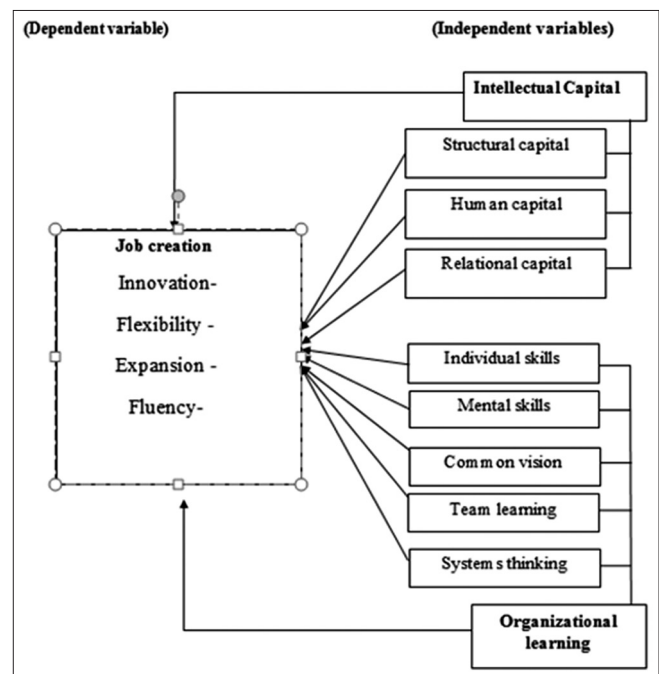 (Dependent variable)
(Independent variables)
Intellectual Capital
Structural capital
Human capital
Relational capital
Job creation
Innovation-
Flexibility -
Expansion -
Fluency-
Individual skills
Mental skills
Common vision
Team learning
Systems thinking
Organizational
learning